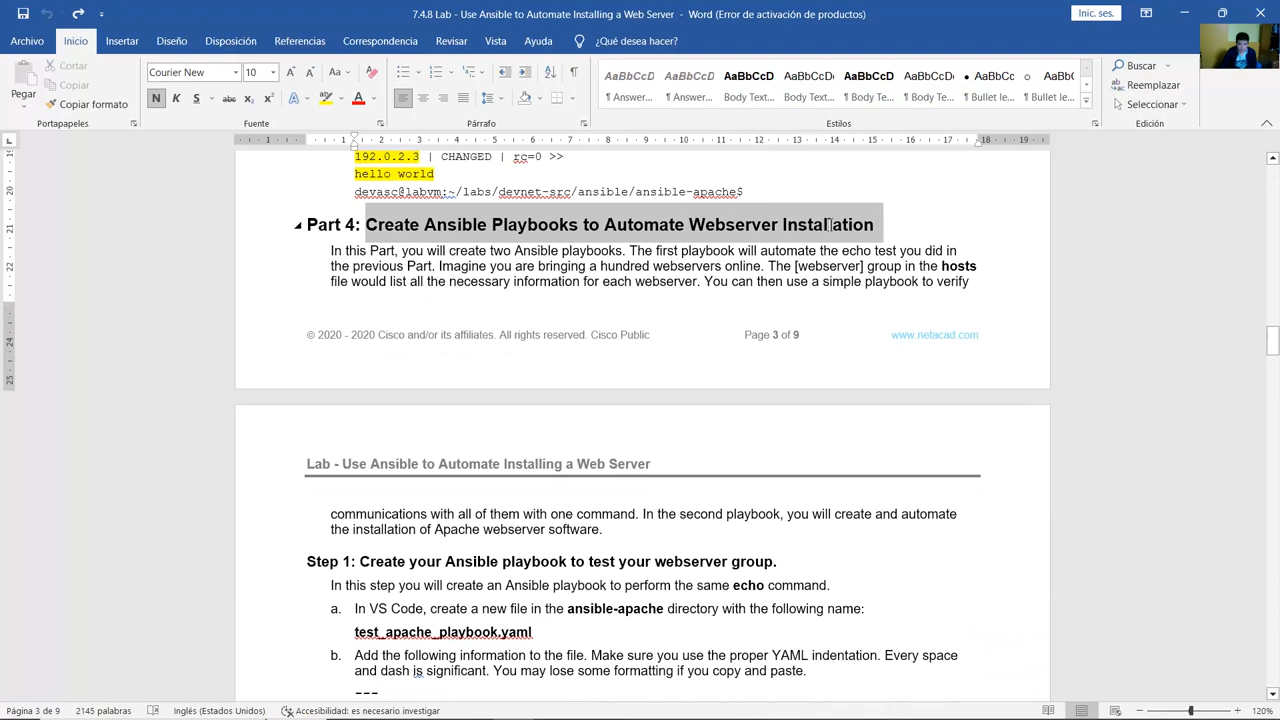 7.4.8 Lab - Use Ansible to Automate Installing a Web Server - Word (Error de activación de productos)
Inic. ses.
Archivo Inicio Insertar Diseño Disposición Referencias Correspondencia Revisar Vista Ayuda ¿Qué desea hacer?
Pegar
Cortar
Copiar
Copiar formato
Portapapeles
Courier New 10
N K S abc x₂ x²
Fuente
Párrafo
AaBbCcD AaBbCcD AaBbCcD AaBbCcD AaBbCcD AaBbCcD AaBbCc AaBb
¶ Answer... ¶ Answer... Body Text... Body Text... Body Text... Body Text... ¶ Bullet le... ¶ Bullet le...
Estilos
Buscar
Reemplazar
Seleccionar
Edición
192.0.2.3 | CHANGED | rc=0 >>
hello world
devasc@labvm:~/labs/devnet-src/ansible/ansible-apache$
Part 4: Create Ansible Playbooks to Automate Webserver Installation
In this Part, you will create two Ansible playbooks. The first playbook will automate the echo test you did in
the previous Part. Imagine you are bringing a hundred webservers online. The [webserver] group in the hosts
file would list all the necessary information for each webserver. You can then use a simple playbook to verify
© 2020 - 2020 Cisco and/or its affiliates. All rights reserved. Cisco Public Page 3 of 9 www.netacad.com
Lab - Use Ansible to Automate Installing a Web Server
communications with all of them with one command. In the second playbook, you will create and automate
the installation of Apache webserver software.
Step 1: Create your Ansible playbook to test your webserver group.
In this step you will create an Ansible playbook to perform the same echo command.
a. In VS Code, create a new file in the ansible-apache directory with the following name:
test_apache_playbook.yaml
b. Add the following information to the file. Make sure you use the proper YAML indentation. Every space
and dash is significant. You may lose some formatting if you copy and paste.
---
Página 3 de 9 2145 palabras Inglés (Estados Unidos) Accesibilidad: es necesario investigar 120%